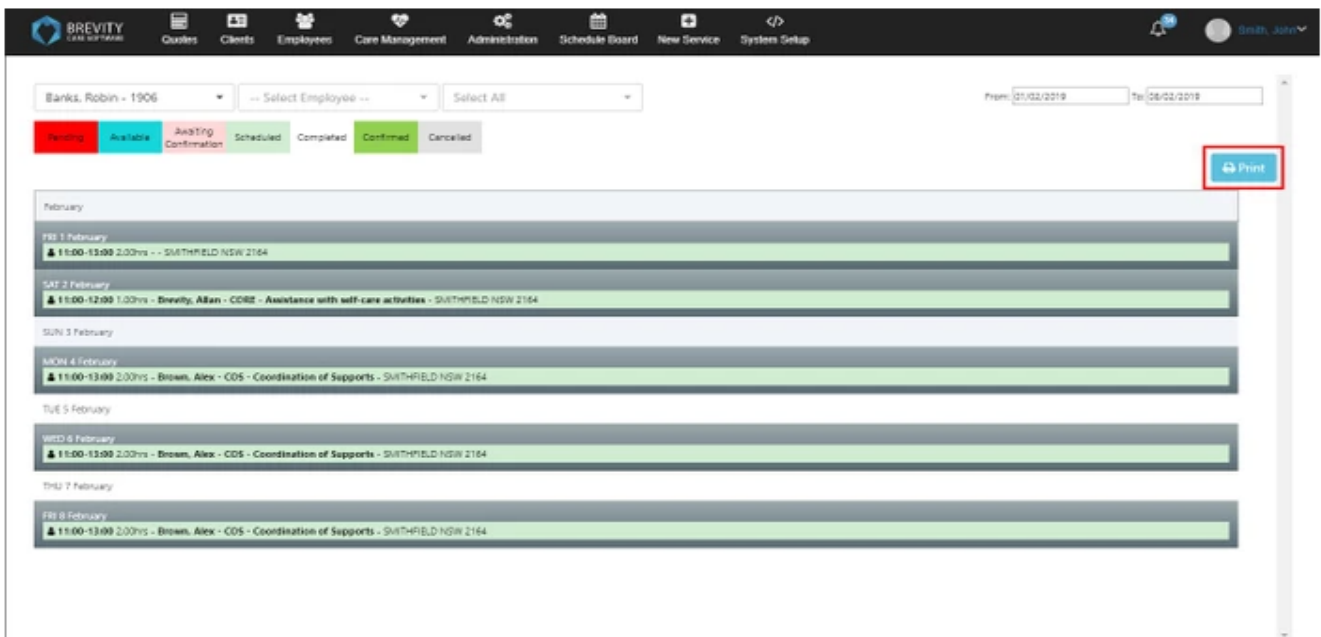 BREVITY
CARE SOFTWARE
Quotes Clients Employees Care Management Administration Schedule Board New Service System Setup
54
Smith, John
Banks, Robin - 1906 -- Select Employee -- Select All From: 01/02/2019 To: 08/02/2019
Pending Available Awaiting Confirmation Scheduled Completed Confirmed Cancelled
Print
February
FRI 1 February
11:00-13:00 2.00hrs - - SMITHFIELD NSW 2164
SAT 2 February
11:00-12:00 1.00hrs - Brevity, Allan - CORE - Assistance with self-care activities - SMITHFIELD NSW 2164
SUN 3 February
MON 4 February
11:00-13:00 2.00hrs - Brown, Alex - COS - Coordination of Supports - SMITHFIELD NSW 2164
TUE 5 February
WED 6 February
11:00-13:00 2.00hrs - Brown, Alex - COS - Coordination of Supports - SMITHFIELD NSW 2164
THU 7 February
FRI 8 February
11:00-13:00 2.00hrs - Brown, Alex - COS - Coordination of Supports - SMITHFIELD NSW 2164